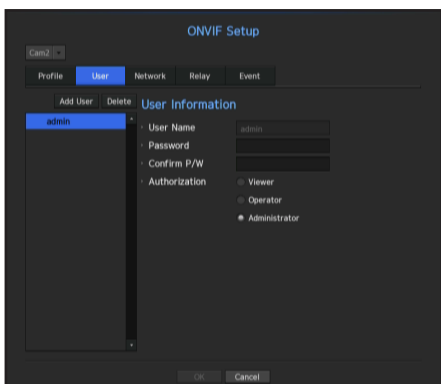 ONVIF Setup
Cam2
Profile User Network Relay Event
Add User Delete User Information
admin
· User Name admin
· Password
· Confirm P/W
· Authorization Viewer
Operator
Administrator
OK Cancel